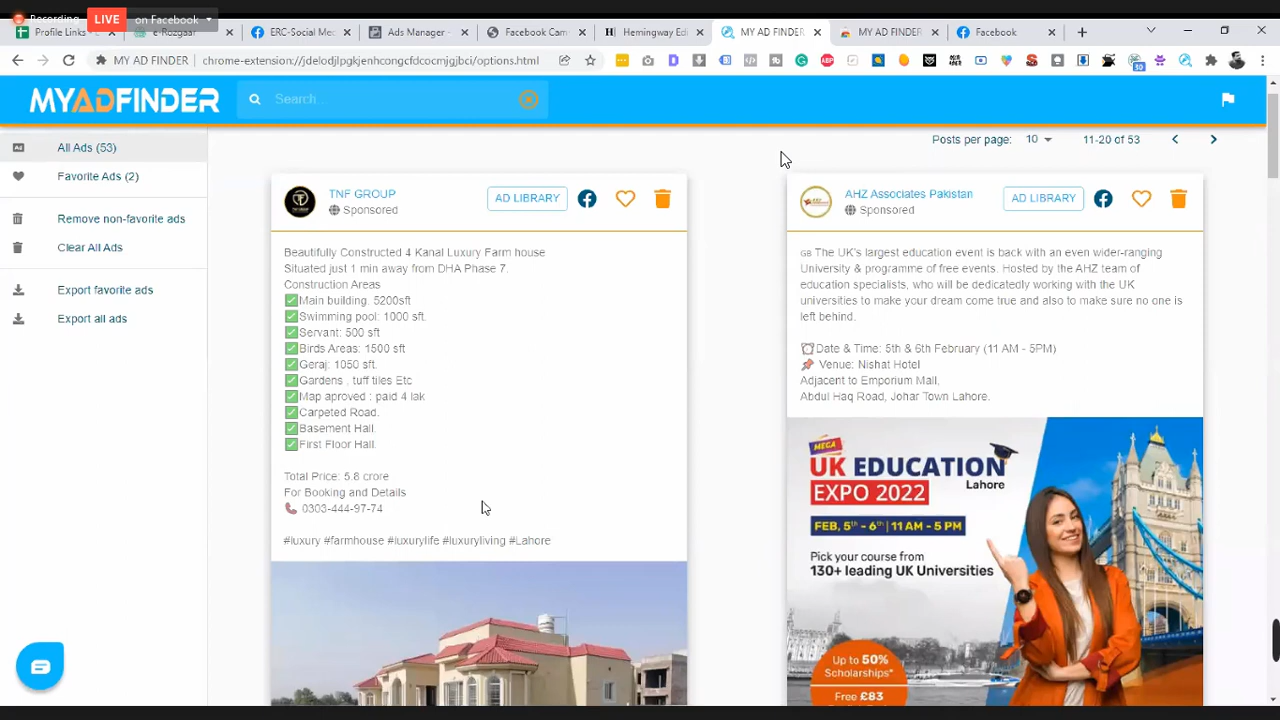 Recording LIVE on Facebook
Profile Links e-Rozgaar ERC-Social Med Ads Manager - Facebook Cam Hemingway Edi MY AD FINDER MY AD FINDER Facebook
MY AD FINDER chrome-extension://jdelodjlpgkjenhcongcfdcocmjgjbci/options.html
MYADFINDER Search...
All Ads (53)
Favorite Ads (2)
Remove non-favorite ads
Clear All Ads
Export favorite ads
Export all ads
Posts per page: 10 11-20 of 53
TNF GROUP
Sponsored
AD LIBRARY
Beautifully Constructed 4 Kanal Luxury Farm house
Situated just 1 min away from DHA Phase 7.
Construction Areas
✅Main building. 5200sft
✅Swimming pool: 1000 sft.
✅Servant: 500 sft
✅Birds Areas: 1500 sft
✅Geraj: 1050 sft.
✅Gardens , tuff tiles Etc
✅Map aproved : paid 4 lak
✅Carpeted Road.
✅Basement Hall.
✅First Floor Hall.
Total Price: 5.8 crore
For Booking and Details
📞 0303-444-97-74
#luxury #farmhouse #luxurylife #luxuryliving #Lahore
AHZ Associates Pakistan
Sponsored
AD LIBRARY
GB The UK's largest education event is back with an even wider-ranging
University & programme of free events. Hosted by the AHZ team of
education specialists, who will be dedicatedly working with the UK
universities to make your dream come true and also to make sure no one is
left behind.
⏰Date & Time: 5th & 6th February (11 AM - 5PM)
📌 Venue: Nishat Hotel
Adjacent to Emporium Mall,
Abdul Haq Road, Johar Town Lahore.
MEGA
UK EDUCATION
Lahore
EXPO 2022
FEB, 5th - 6th | 11 AM - 5 PM
Pick your course from
130+ leading UK Universities
Up to 50%
Scholarships*
Free £83